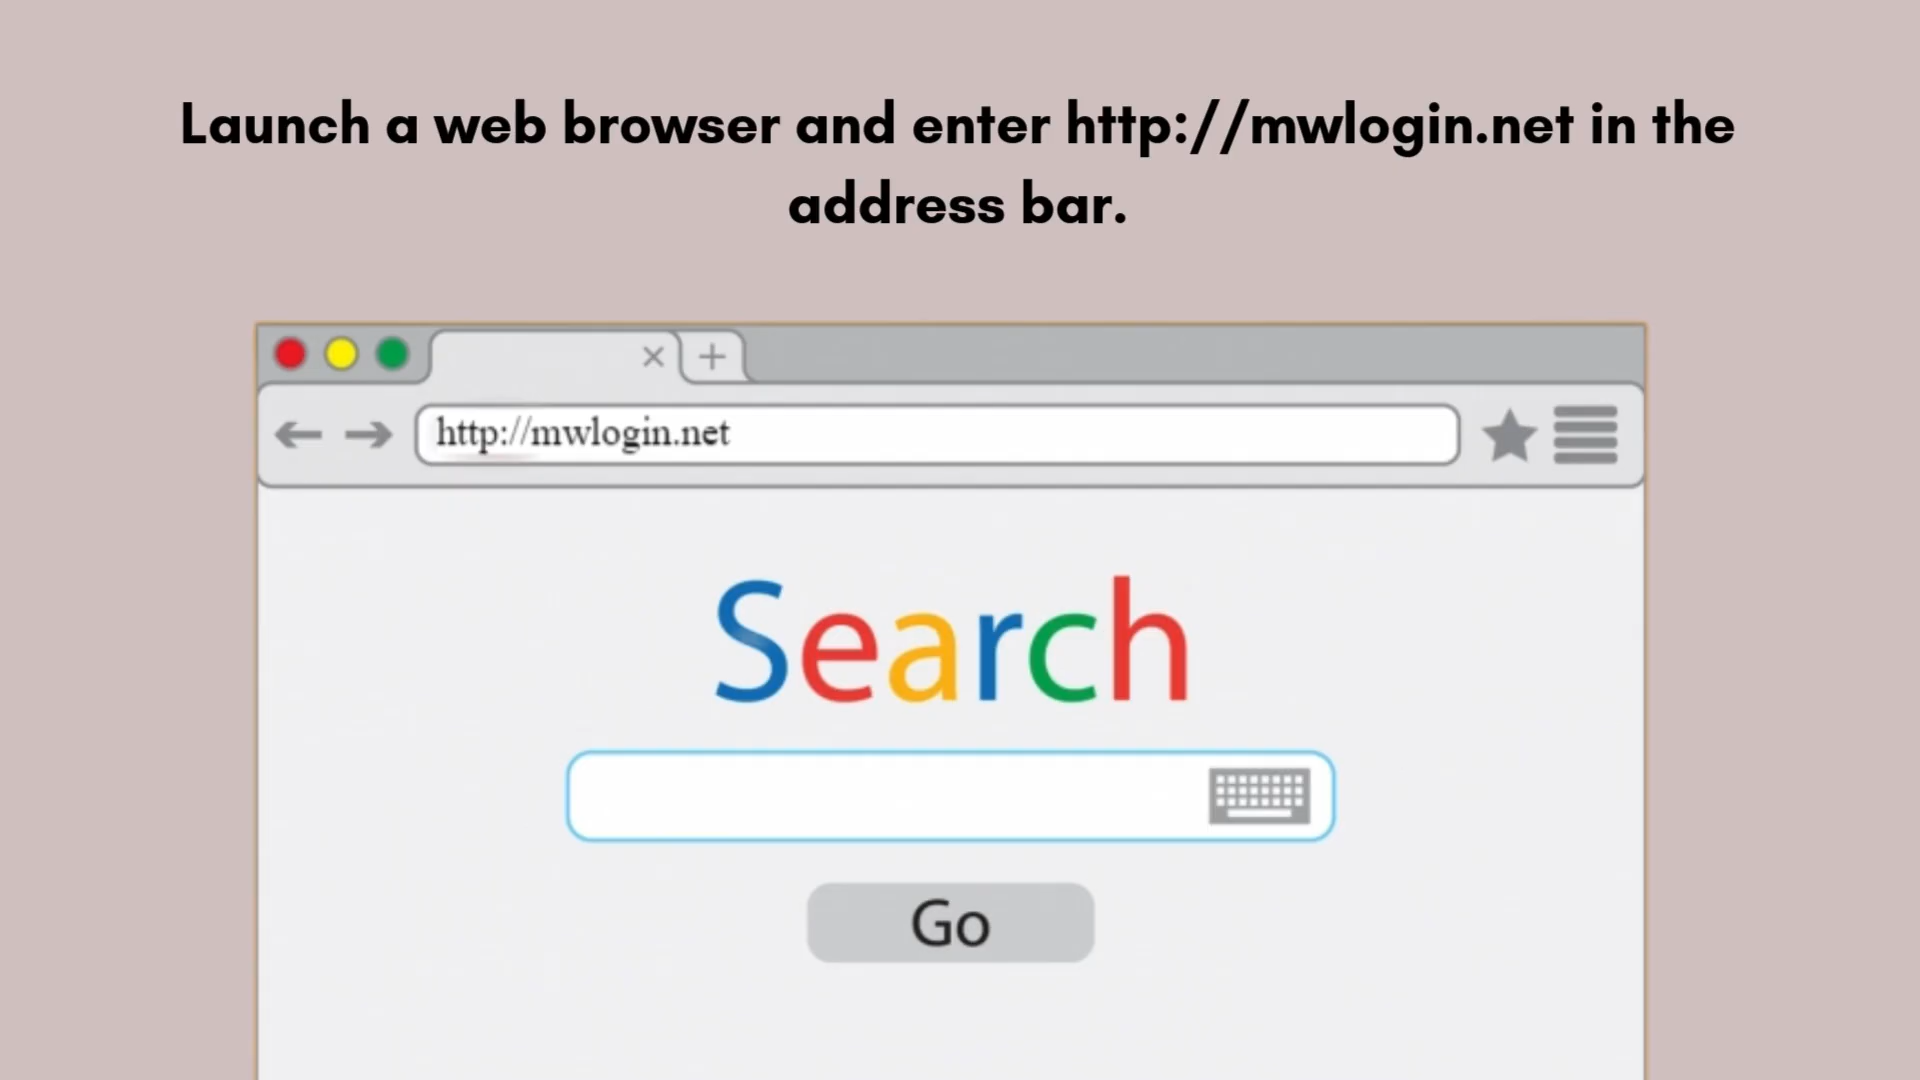 Launch a web browser and enter http://mwlogin.net in the
address bar.
http://mwlogin.net
Search
Go